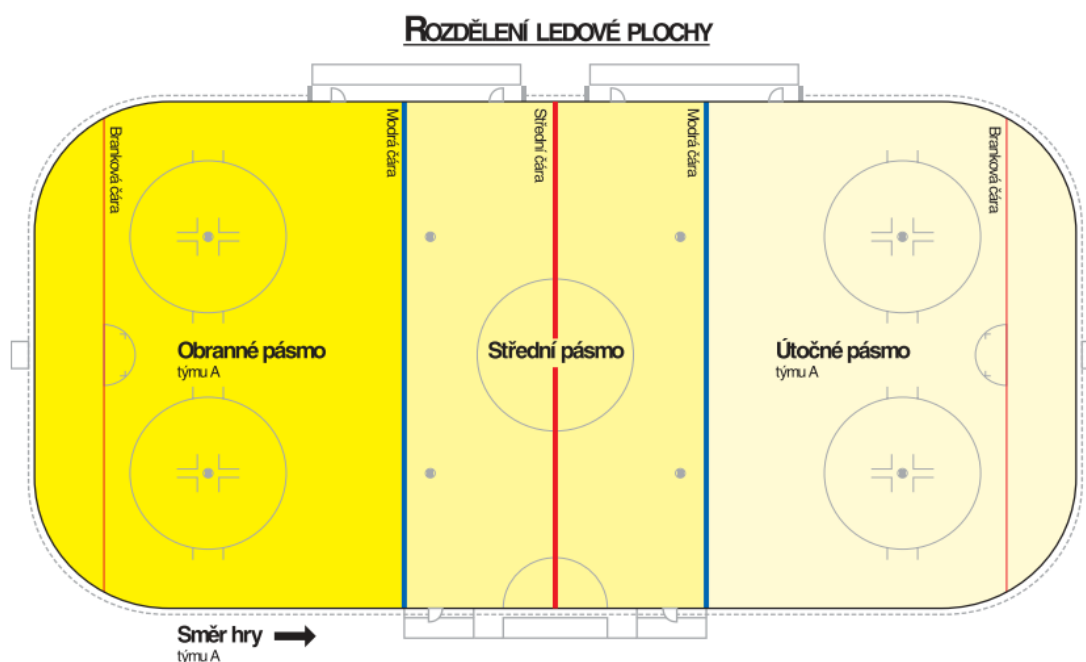 ROZDĚLENÍ LEDOVÉ PLOCHY
Branková čára
Modrá čára
Střední čára
Modrá čára
Branková čára
Obranné pásmo
týmu A
Střední pásmo
Útočné pásmo
týmu A
Směr hry
týmu A